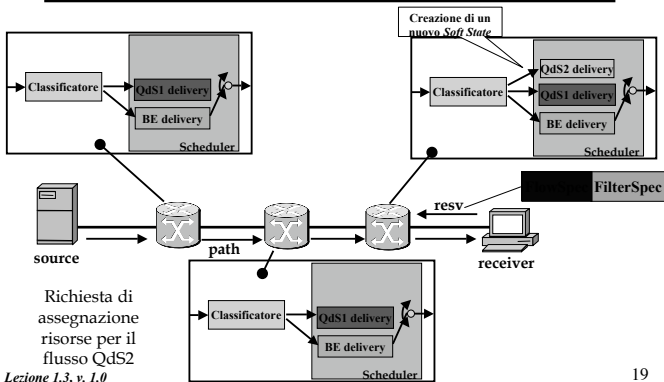 Creazione di un
nuovo Soft State
Classificatore
QdS1 delivery
BE delivery
Scheduler
Classificatore
QdS2 delivery
QdS1 delivery
BE delivery
Scheduler
FlowSpec FilterSpec
resv
path
source
receiver
Classificatore
QdS1 delivery
BE delivery
Scheduler
Richiesta di
assegnazione
risorse per il
flusso QdS2
Lezione 1.3. v. 1.0
19